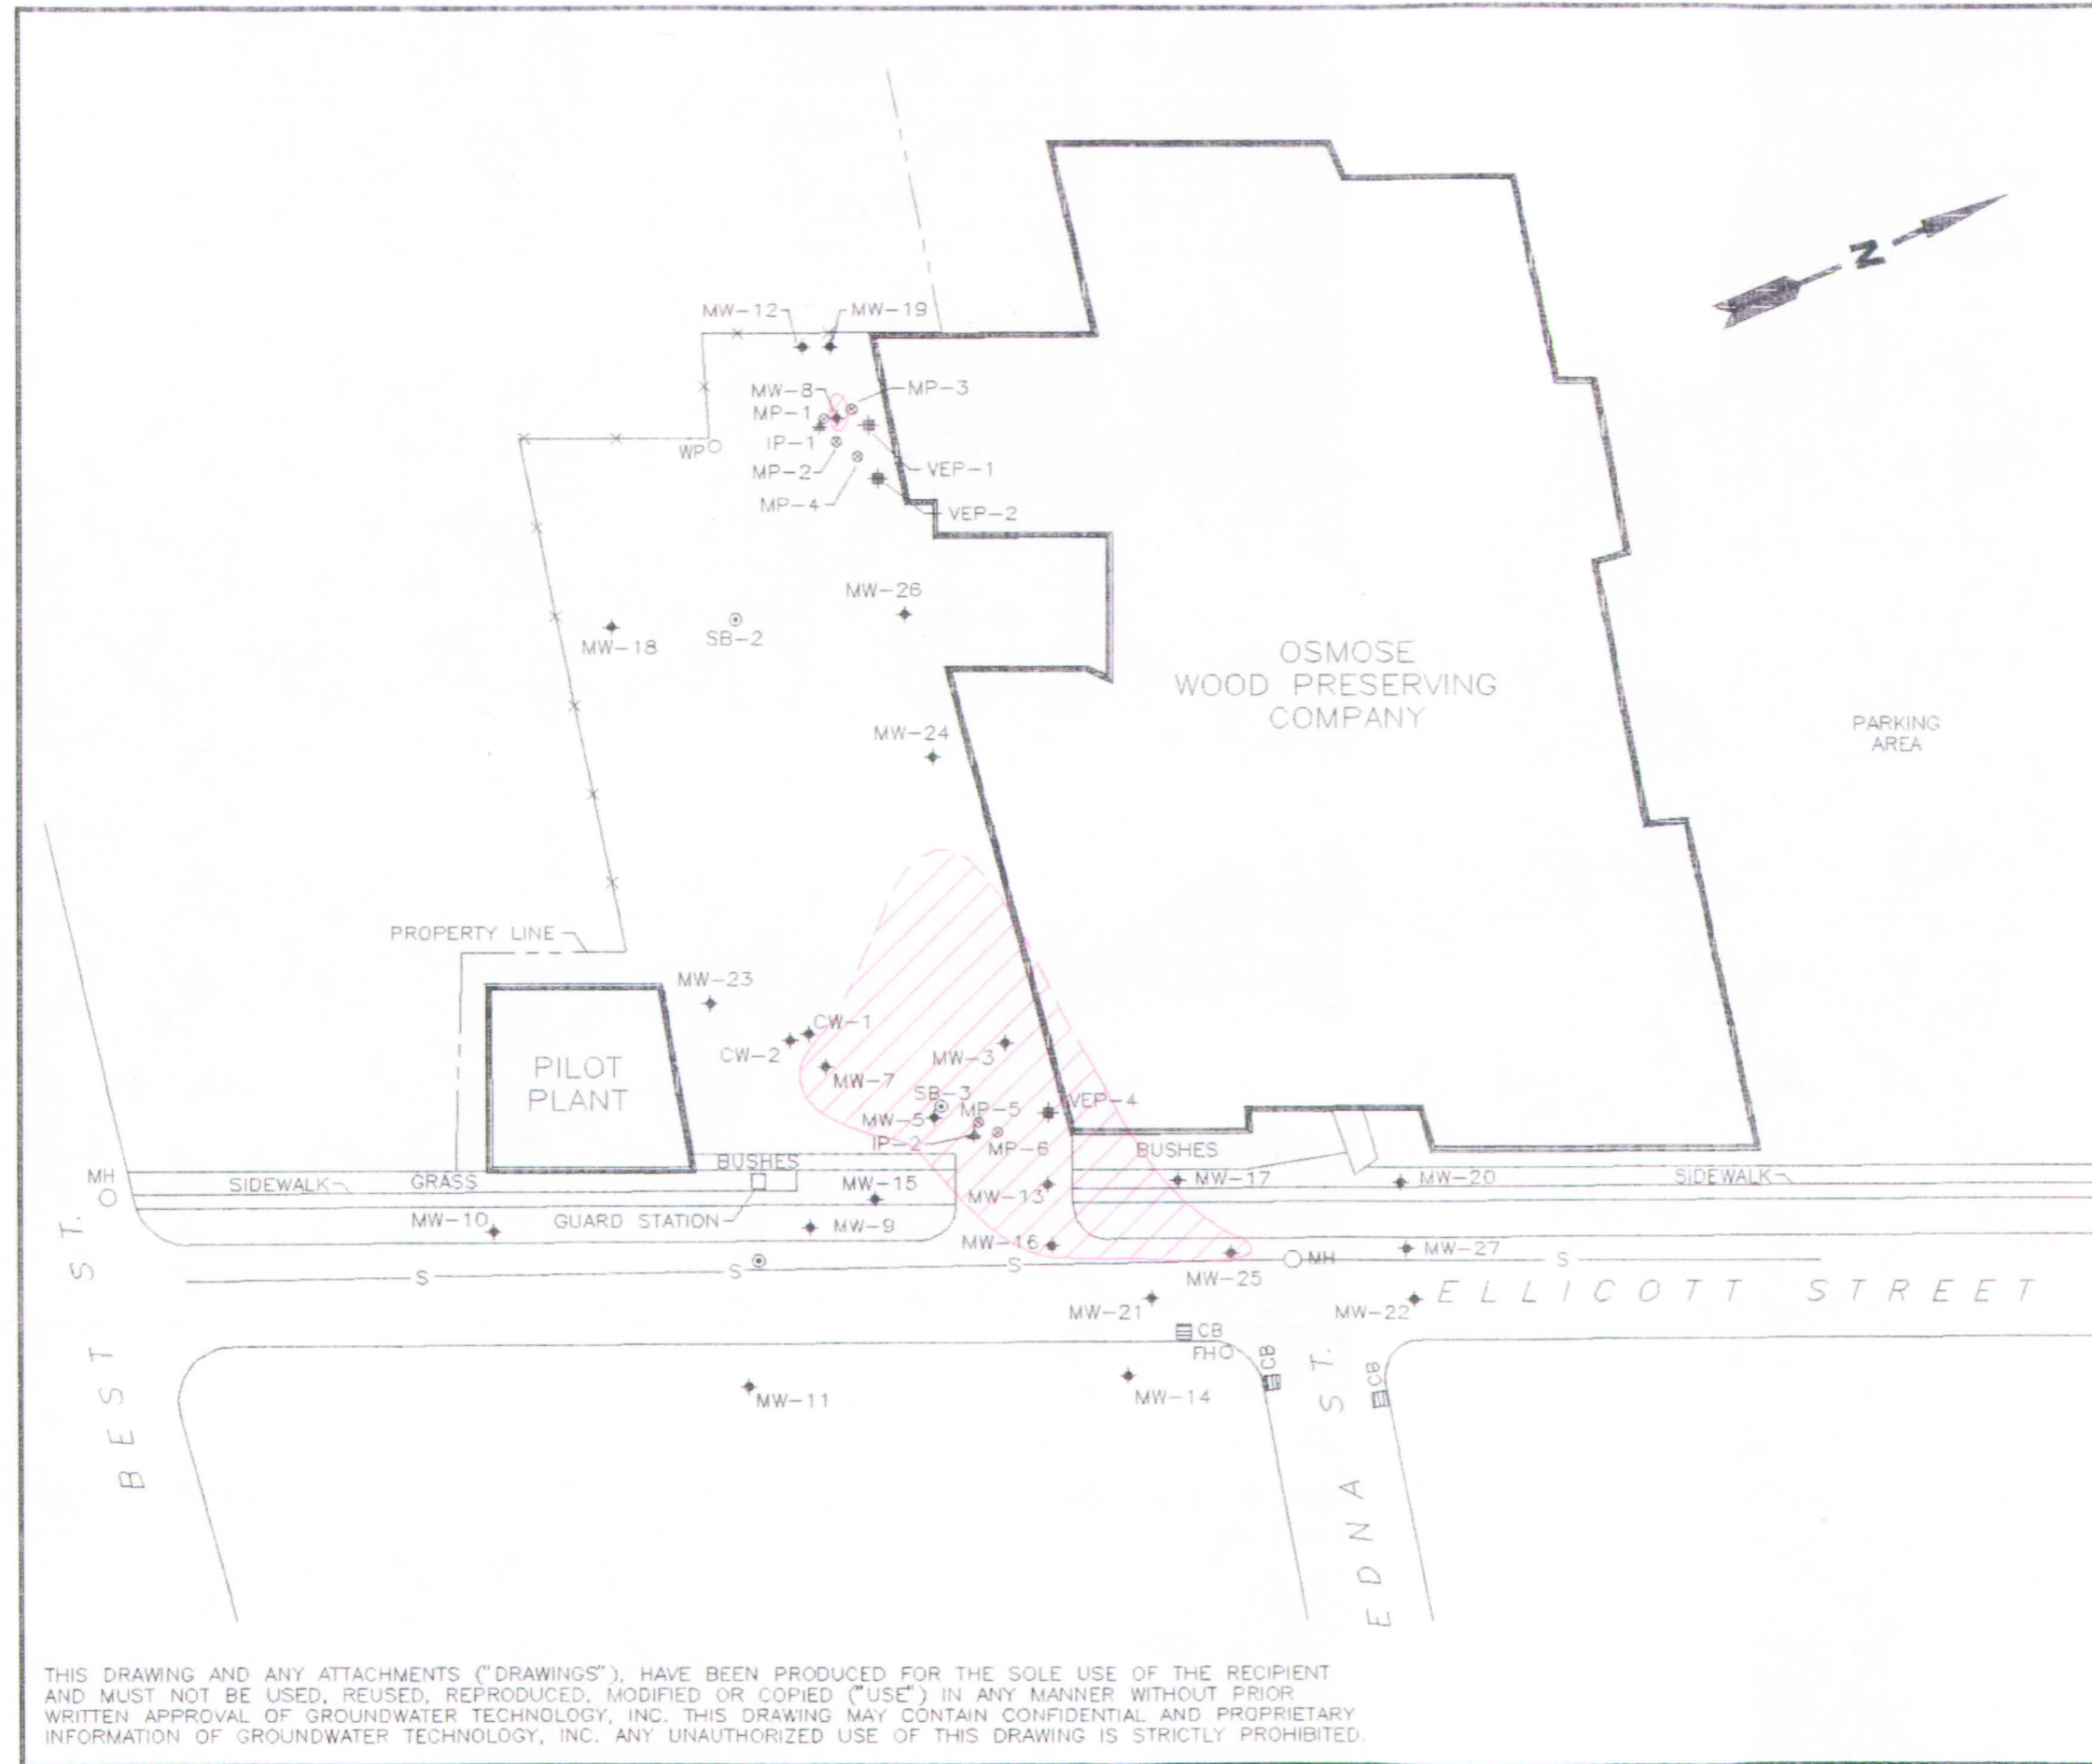 N
MW-12
MW-19
MW-8
MP-3
MP-1
WP
IP-1
MP-2
VEP-1
MP-4
VEP-2
MW-26
MW-18
SB-2
OSMOSE
WOOD PRESERVING
COMPANY
MW-24
PARKING
AREA
PROPERTY LINE
MW-23
CW-1
CW-2
MW-3
PILOT
PLANT
MW-7
SB-3
MW-5
MP-5
VEP-4
IP-2
MP-6
BUSHES
BUSHES
MH
SIDEWALK
GRASS
MW-15
MW-13
MW-17
MW-20
SIDEWALK
MW-10
GUARD STATION
MW-9
MW-16
MH
MW-27
S
S
S
S
MW-25
MW-21
MW-22
ELLICOTT STREET
CB
FH
CB
CB
MW-11
MW-14
BEST ST.
EDNA ST.
THIS DRAWING AND ANY ATTACHMENTS ("DRAWINGS"), HAVE BEEN PRODUCED FOR THE SOLE USE OF THE RECIPIENT
AND MUST NOT BE USED, REUSED, REPRODUCED, MODIFIED OR COPIED ("USE") IN ANY MANNER WITHOUT PRIOR
WRITTEN APPROVAL OF GROUNDWATER TECHNOLOGY, INC. THIS DRAWING MAY CONTAIN CONFIDENTIAL AND PROPRIETARY
INFORMATION OF GROUNDWATER TECHNOLOGY, INC. ANY UNAUTHORIZED USE OF THIS DRAWING IS STRICTLY PROHIBITED.